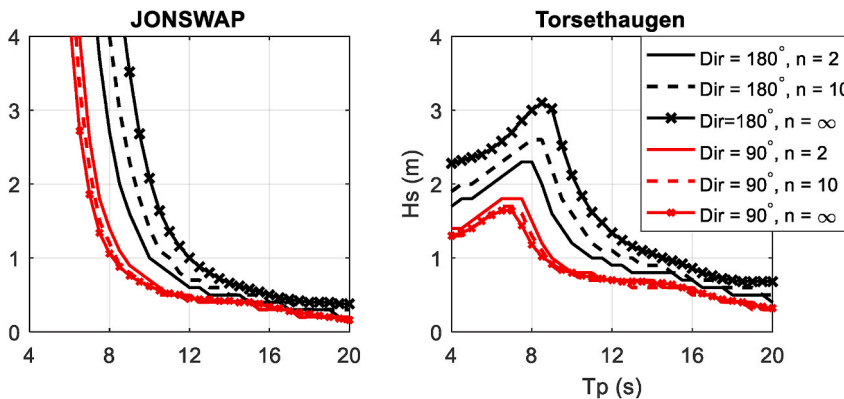 JONSWAP
4
3
2
1
0
4 8 12 16 20
Torsethaugen
Hs (m)
4
3
2
1
0
4 8 12 16 20
Tp (s)
Dir = 180°, n = 2
Dir = 180°, n = 10
Dir=180°, n = ∞
Dir = 90°, n = 2
Dir = 90°, n = 10
Dir = 90°, n = ∞